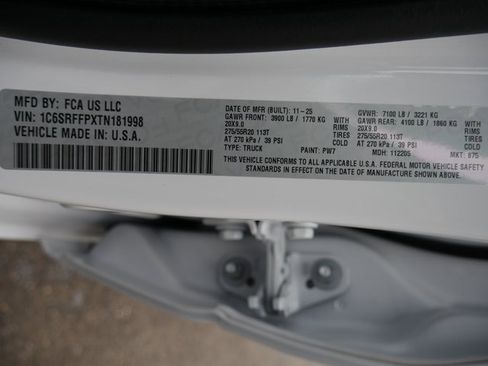 MFD BY: FCA US LLC
VIN: 1C6SRFFPXTN181998
VEHICLE MADE IN: U.S.A.
DATE OF MFR (BUILT): 11-25
GAWR FRONT: 3900 LB / 1770 KG
20X9.0 RIMS
275/55R20 113T TIRES
AT 270 kPa / 39 PSI COLD
TYPE: TRUCK PAINT: PW7
GVWR: 7100 LB / 3221 KG
GAWR REAR: 4100 LB / 1860 KG
20X9.0 RIMS
275/55R20 113T TIRES
AT 270 kPa / 39 PSI COLD
MDH: 112205 MKT: 875
THIS VEHICLE CONFORMS TO ALL APPLICABLE U.S.A. FEDERAL MOTOR VEHICLE SAFETY
STANDARDS IN EFFECT ON THE DATE OF MANUFACTURE SHOWN ABOVE.